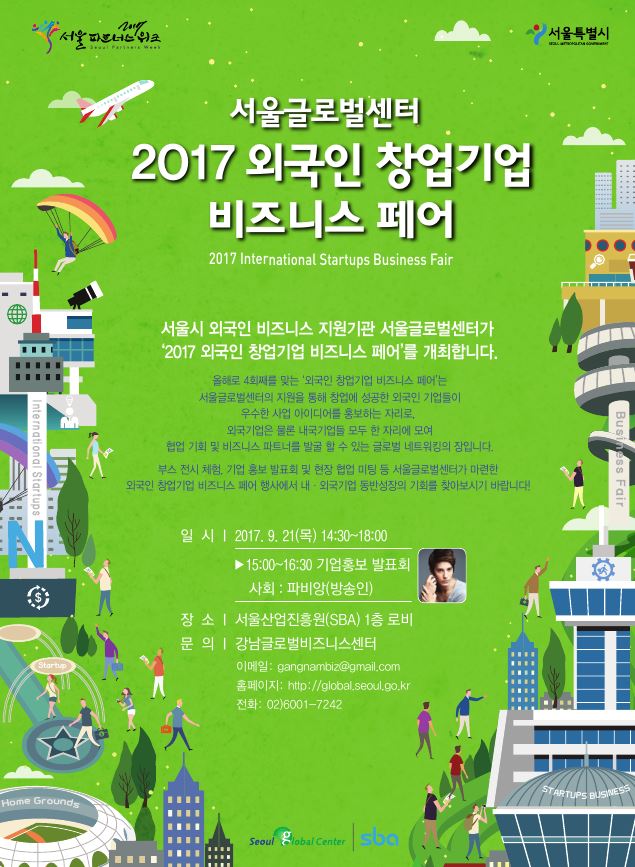 2017
서울 파트너스 위크
Seoul Partners Week
서울특별시
SEOUL METROPOLITAN GOVERNMENT
서울글로벌센터
2017 외국인 창업기업
비즈니스 페어
2017 International Startups Business Fair
서울시 외국인 비즈니스 지원기관 서울글로벌센터가
‘2017 외국인 창업기업 비즈니스 페어’를 개최합니다.
올해로 4회째를 맞는 ‘외국인 창업기업 비즈니스 페어’는
서울글로벌센터의 지원을 통해 창업에 성공한 외국인 기업들이
우수한 사업 아이디어를 홍보하는 자리로,
외국기업은 물론 내국기업들 모두 한 자리에 모여
협업 기회 및 비즈니스 파트너를 발굴 할 수 있는 글로벌 네트워킹의 장입니다.
부스 전시 체험, 기업 홍보 발표회 및 현장 협업 미팅 등 서울글로벌센터가 마련한
외국인 창업기업 비즈니스 페어 행사에서 내 · 외국기업 동반성장의 기회를 찾아보시기 바랍니다!
International Startups
Business Fair
N
$
일 시 | 2017. 9. 21(목) 14:30~18:00
▶15:00~16:30 기업홍보 발표회
사회 : 파비앙(방송인)
장 소 | 서울산업진흥원(SBA) 1층 로비
문 의 | 강남글로벌비즈니스센터
이메일: gangnambiz@gmail.com
홈페이지: http://global.seoul.go.kr
전화: 02)6001-7242
Startup
Home Grounds
STARTUPS BUSINESS
Seoul global Center | sba